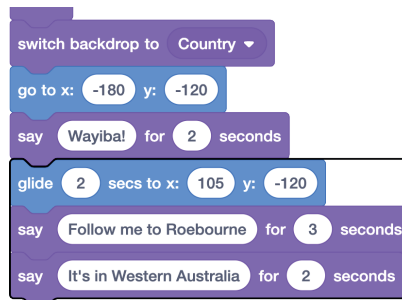 switch backdrop to Country
go to x: -180 y: -120
say Wayiba! for 2 seconds
glide 2 secs to x: 105 y: -120
say Follow me to Roebourne for 3 seconds
say It's in Western Australia for 2 seconds